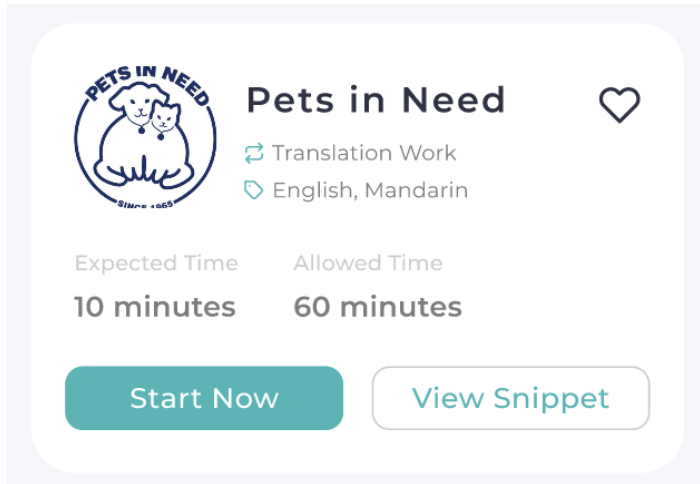 PETS IN NEED
SINCE 1965
Pets in Need
Translation Work
English, Mandarin
Expected Time Allowed Time
10 minutes 60 minutes
Start Now View Snippet